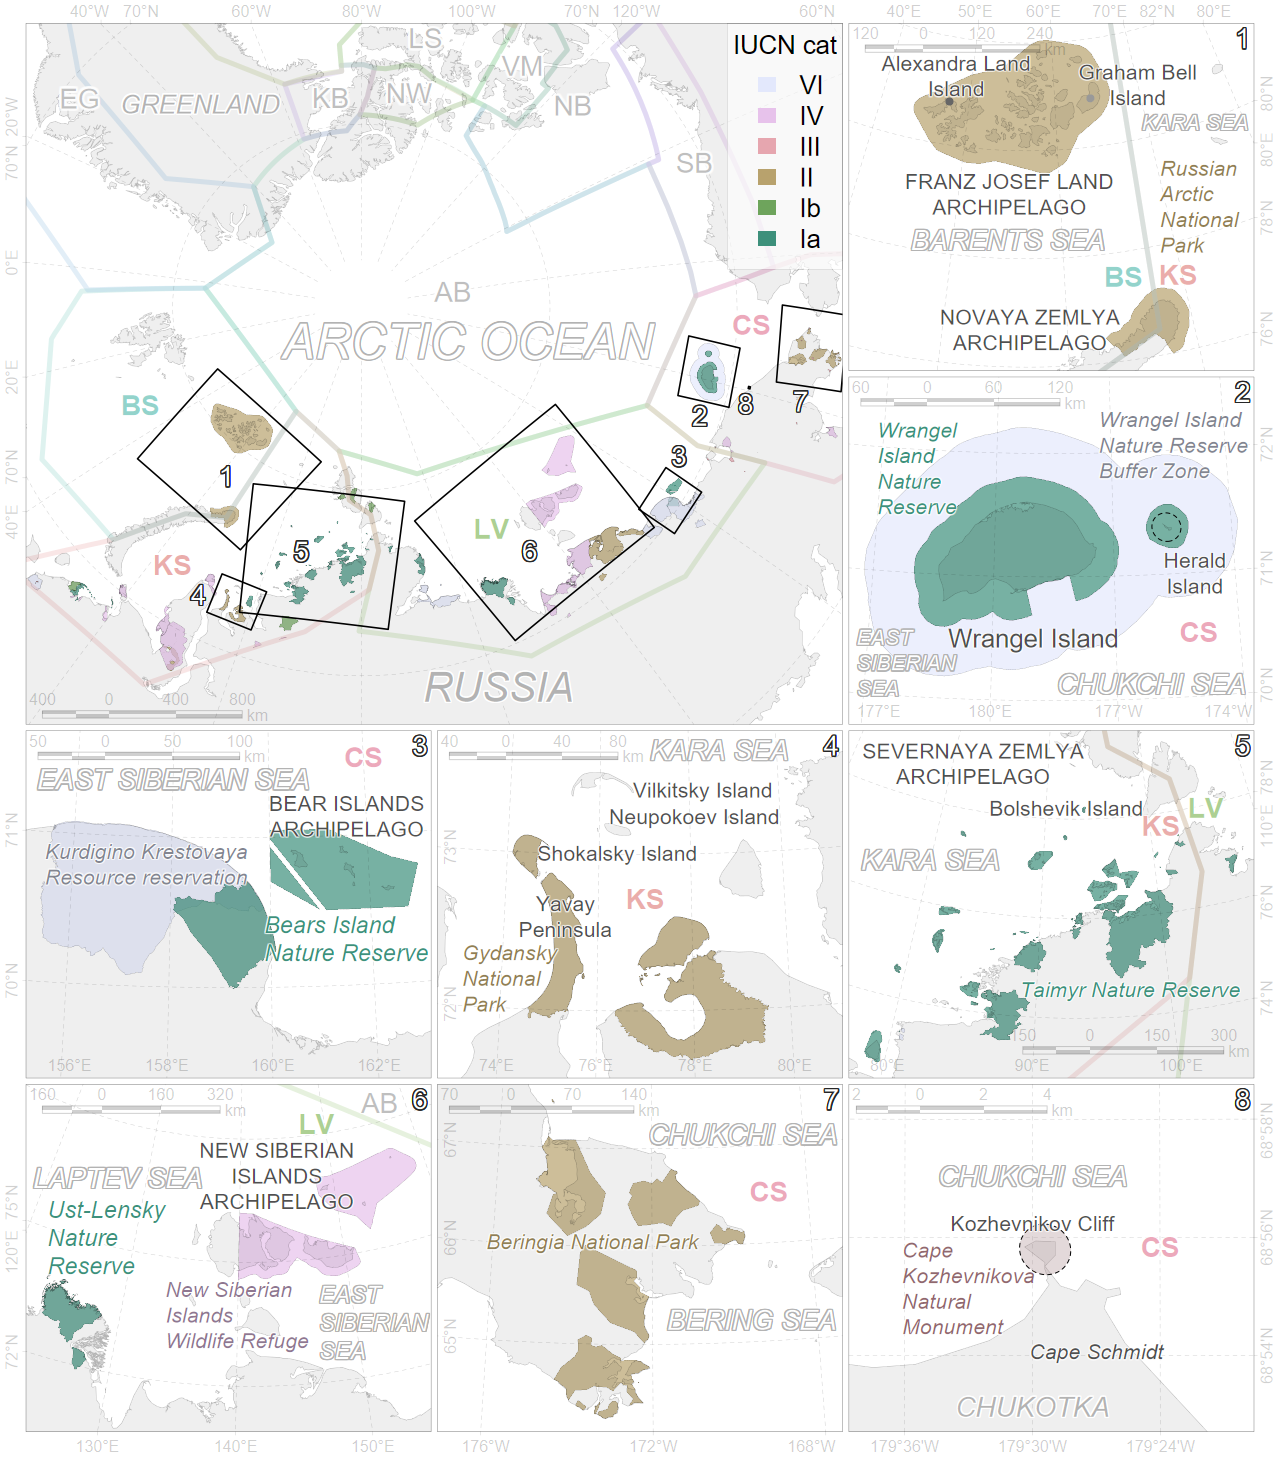 40°W 70°N 60°W 80°W 100°W 70°N 120°W 60°N
20°W
70°N
0°E
20°E
70°N
40°E
EG
GREENLAND
KB
LS
NW
VM
NB
SB
IUCN cat
VI
IV
III
II
Ib
Ia
AB
ARCTIC OCEAN
CS
BS
KS
LV
1
2
3
4
5
6
7
8
RUSSIA
400 0 400 800
km
40°E 50°E 60°E 70°E 82°N 80°E
120 0 120 240
km
1
Alexandra Land
Island
Graham Bell
Island
KARA SEA
FRANZ JOSEF LAND
ARCHIPELAGO
BARENTS SEA
Russian
Arctic
National
Park
BS KS
NOVAYA ZEMLYA
ARCHIPELAGO
80°N
80°E
78°N
76°N
60 0 60 120
km
2
Wrangel
Island
Nature
Reserve
Wrangel Island
Nature Reserve
Buffer Zone
Herald
Island
Wrangel Island
CS
EAST
SIBERIAN
SEA
CHUKCHI SEA
177°E 180°E 177°W 174°W
72°N
71°N
70°N
50 0 50 100
km
3
CS
EAST SIBERIAN SEA
BEAR ISLANDS
ARCHIPELAGO
Kurdigino Krestovaya
Resource reservation
Bears Island
Nature Reserve
71°N
70°N
156°E 158°E 160°E 162°E
40 0 40 80
km
4
KARA SEA
Vilkitsky Island
Neupokoev Island
Shokalsky Island
KS
Yavay
Peninsula
Gydansky
National
Park
73°N
72°N
74°E 76°E 78°E 80°E
5
SEVERNAYA ZEMLYA
ARCHIPELAGO
Bolshevik Island
KS
LV
KARA SEA
Taimyr Nature Reserve
150 0 150 300
km
80°E 90°E 100°E
78°N
110°E
76°N
74°N
160 0 160 320
km
6
AB
LV
NEW SIBERIAN
ISLANDS
ARCHIPELAGO
LAPTEV SEA
Ust-Lensky
Nature
Reserve
New Siberian
Islands
Wildlife Refuge
EAST
SIBERIAN
SEA
75°N
120°E
72°N
130°E 140°E 150°E
70 0 70 140
km
7
CHUKCHI SEA
CS
Beringia National Park
BERING SEA
67°N
66°N
65°N
176°W 172°W 168°W
2 0 2 4
km
8
CHUKCHI SEA
Kozhevnikov Cliff
CS
Cape
Kozhevnikova
Natural
Monument
Cape Schmidt
CHUKOTKA
68°58'N
68°56'N
68°54'N
179°36'W 179°30'W 179°24'W